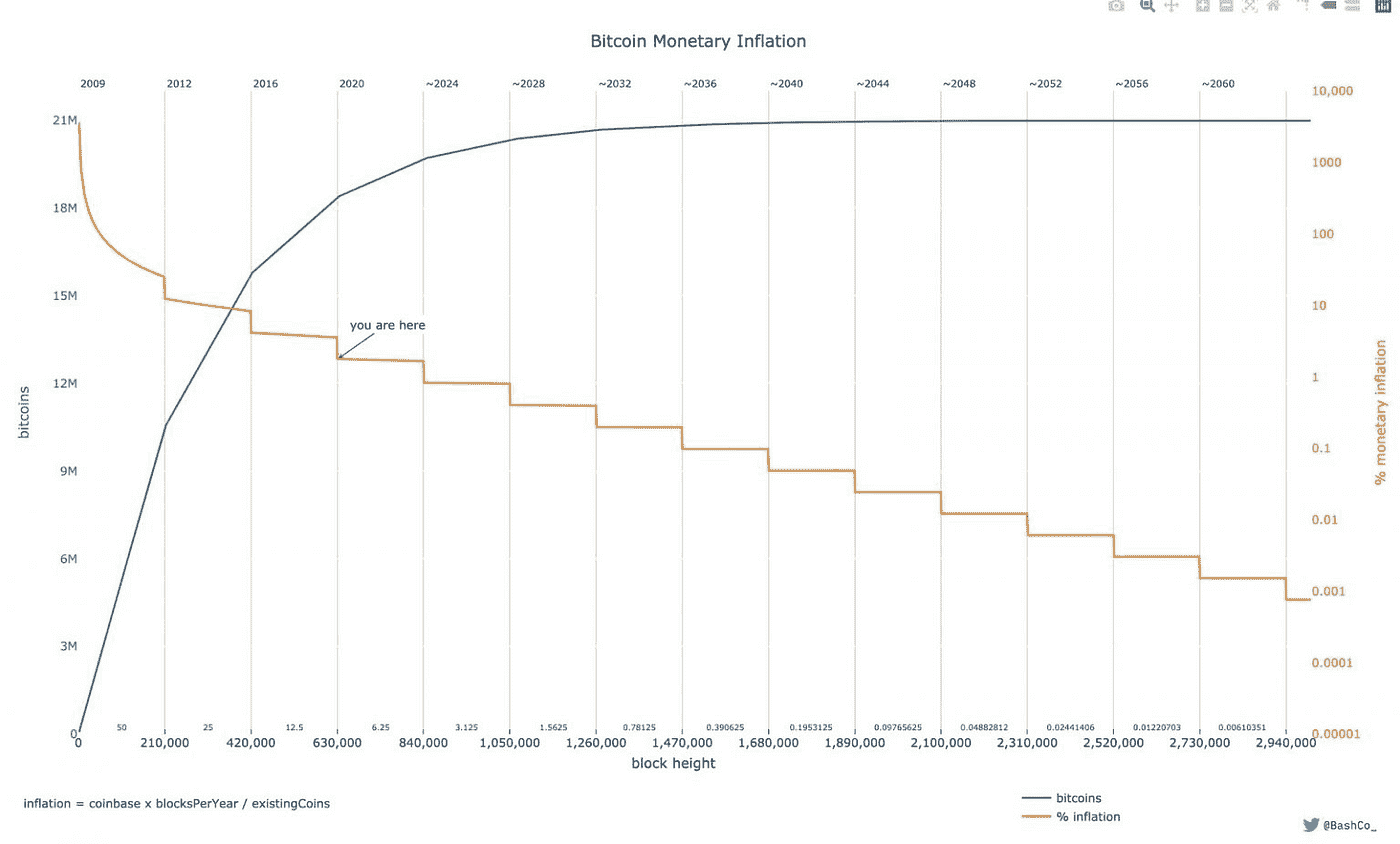 Bitcoin Monetary Inflation
2009 2012 2016 2020 ~2024 ~2028 ~2032 ~2036 ~2040 ~2044 ~2048 ~2052 ~2056 ~2060
10,000
21M
1000
18M
100
15M
10
you are here
12M
1
bitcoins
% monetary inflation
9M
0.1
0.01
6M
0.001
3M
0.0001
50 25 12.5 6.25 3.125 1.5625 0.78125 0.390625 0.1953125 0.09765625 0.04882812 0.02441406 0.01220703 0.00610351
0
0.00001
0 210,000 420,000 630,000 840,000 1,050,000 1,260,000 1,470,000 1,680,000 1,890,000 2,100,000 2,310,000 2,520,000 2,730,000 2,940,000
block height
inflation = coinbase x blocksPerYear / existingCoins
bitcoins
% inflation
@BashCo_